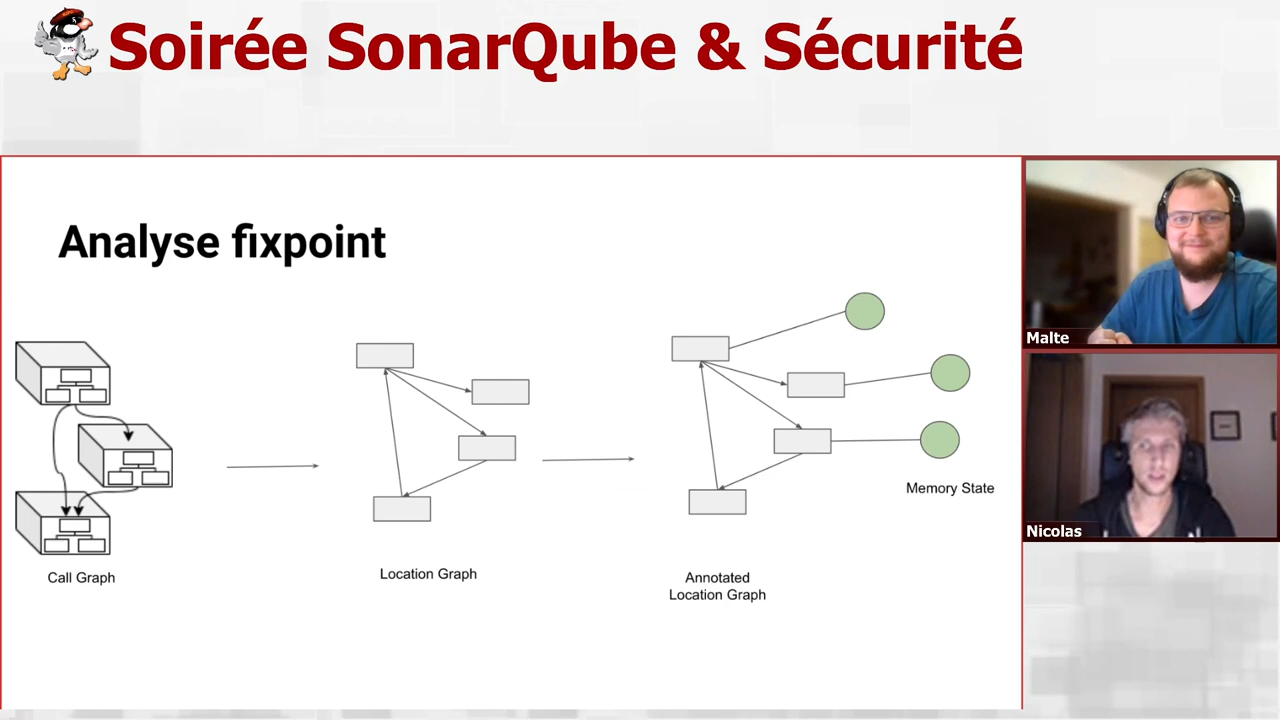 Soirée SonarQube & Sécurité
Analyse fixpoint
Call Graph
Location Graph
Annotated
Location Graph
Memory State
Malte
Nicolas